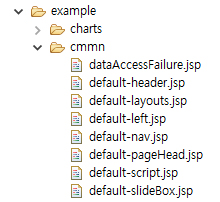 example
charts
cmmn
dataAccessFailure.jsp
default-header.jsp
default-layouts.jsp
default-left.jsp
default-nav.jsp
default-pageHead.jsp
default-script.jsp
default-slideBox.jsp